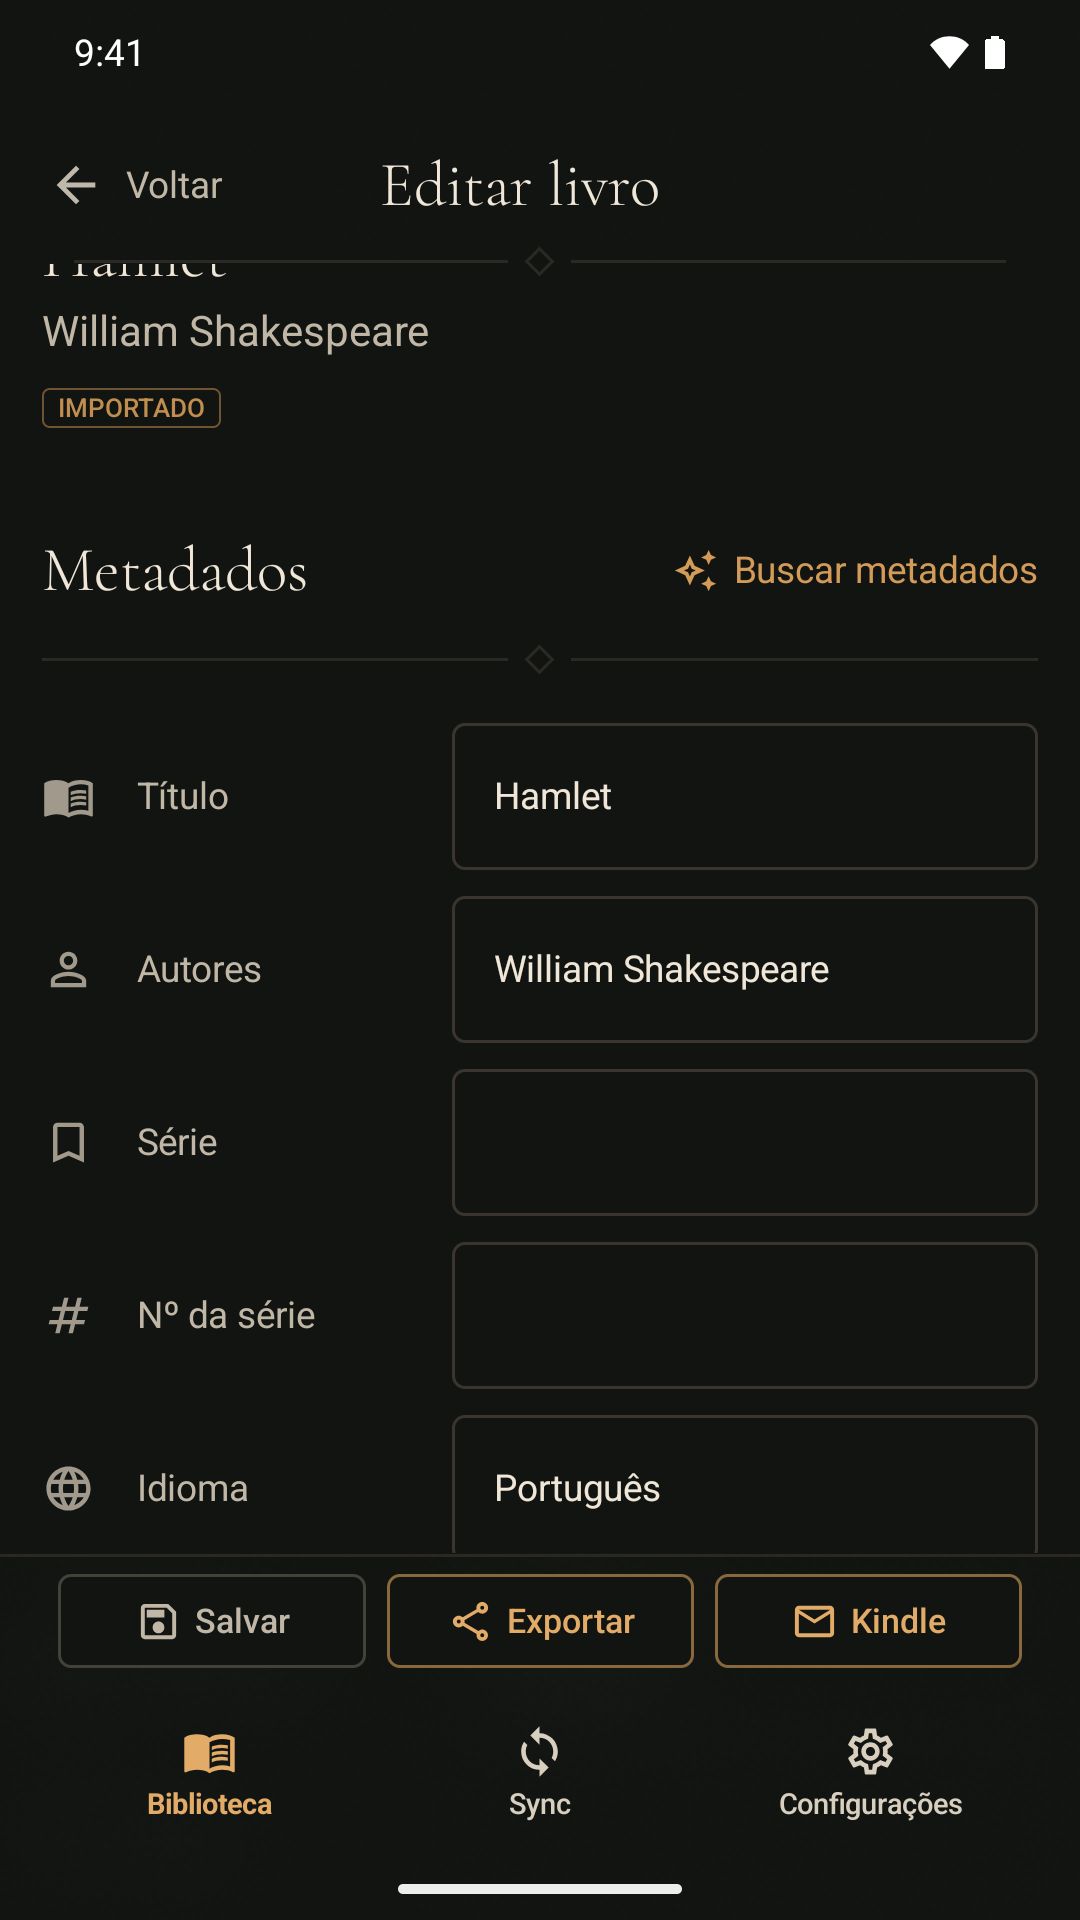 9:41
Voltar
Editar livro
Hamlet
William Shakespeare
IMPORTADO
Metadados
Buscar metadados
Título
Hamlet
Autores
William Shakespeare
Série
Nº da série
Idioma
Português
Salvar
Exportar
Kindle
Biblioteca
Sync
Configurações